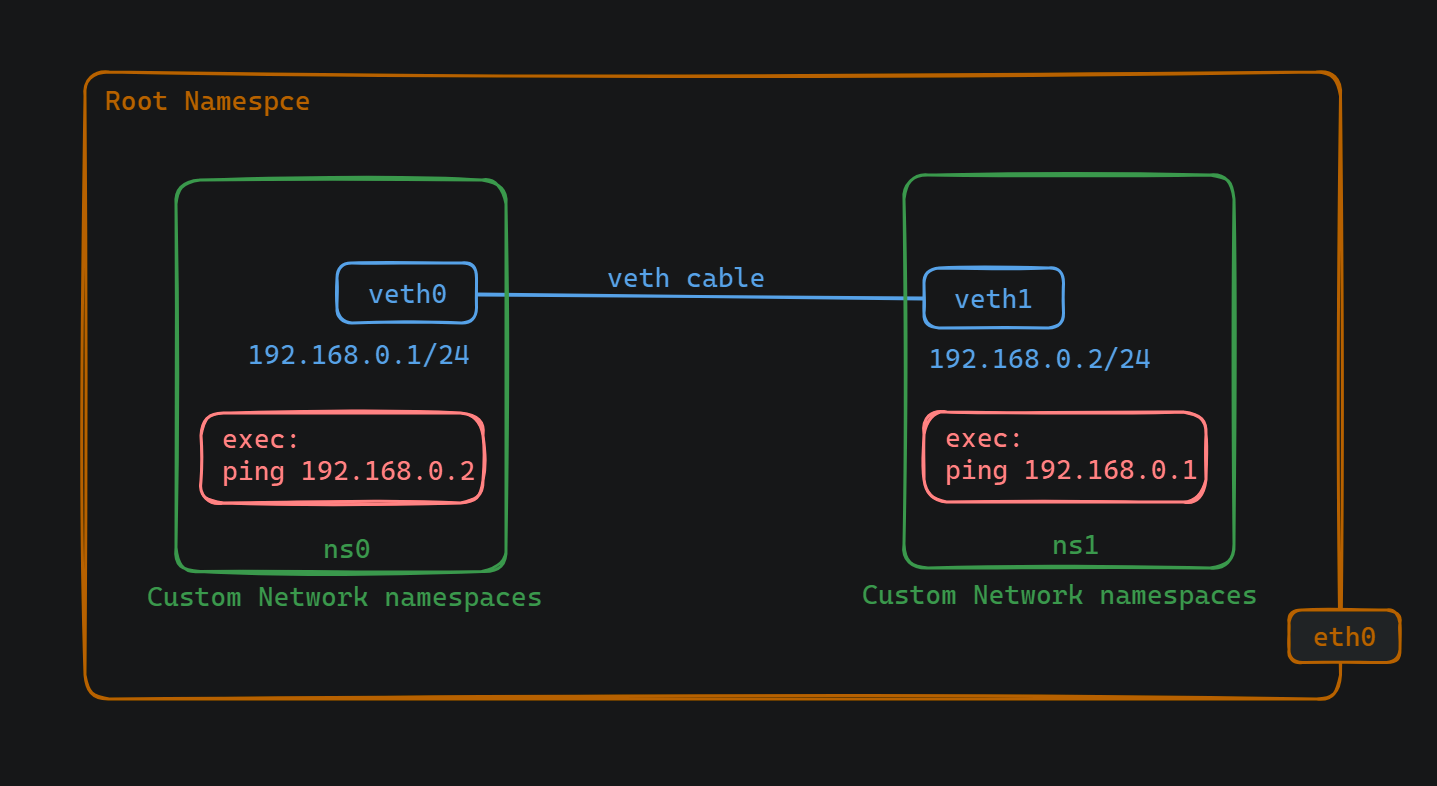 Root Namespce
veth0
veth cable
veth1
192.168.0.1/24
192.168.0.2/24
exec:
ping 192.168.0.2
exec:
ping 192.168.0.1
ns0
ns1
Custom Network namespaces
Custom Network namespaces
eth0